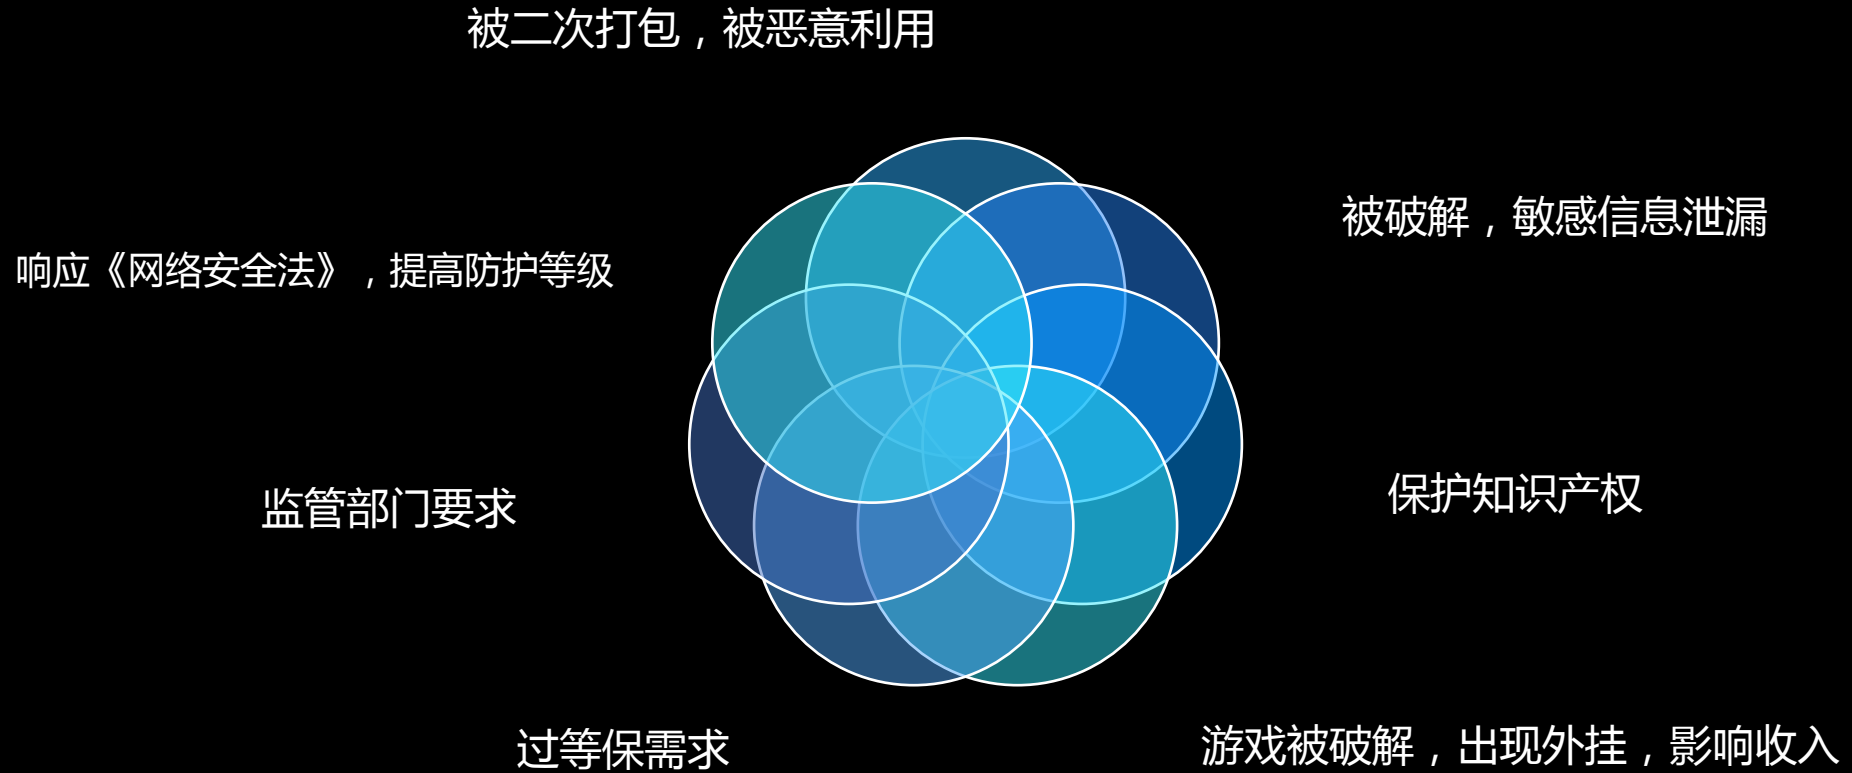 被二次打包，被恶意利用
被破解，敏感信息泄漏
响应《网络安全法》，提高防护等级
保护知识产权
监管部门要求
游戏被破解，出现外挂，影响收入
过等保需求